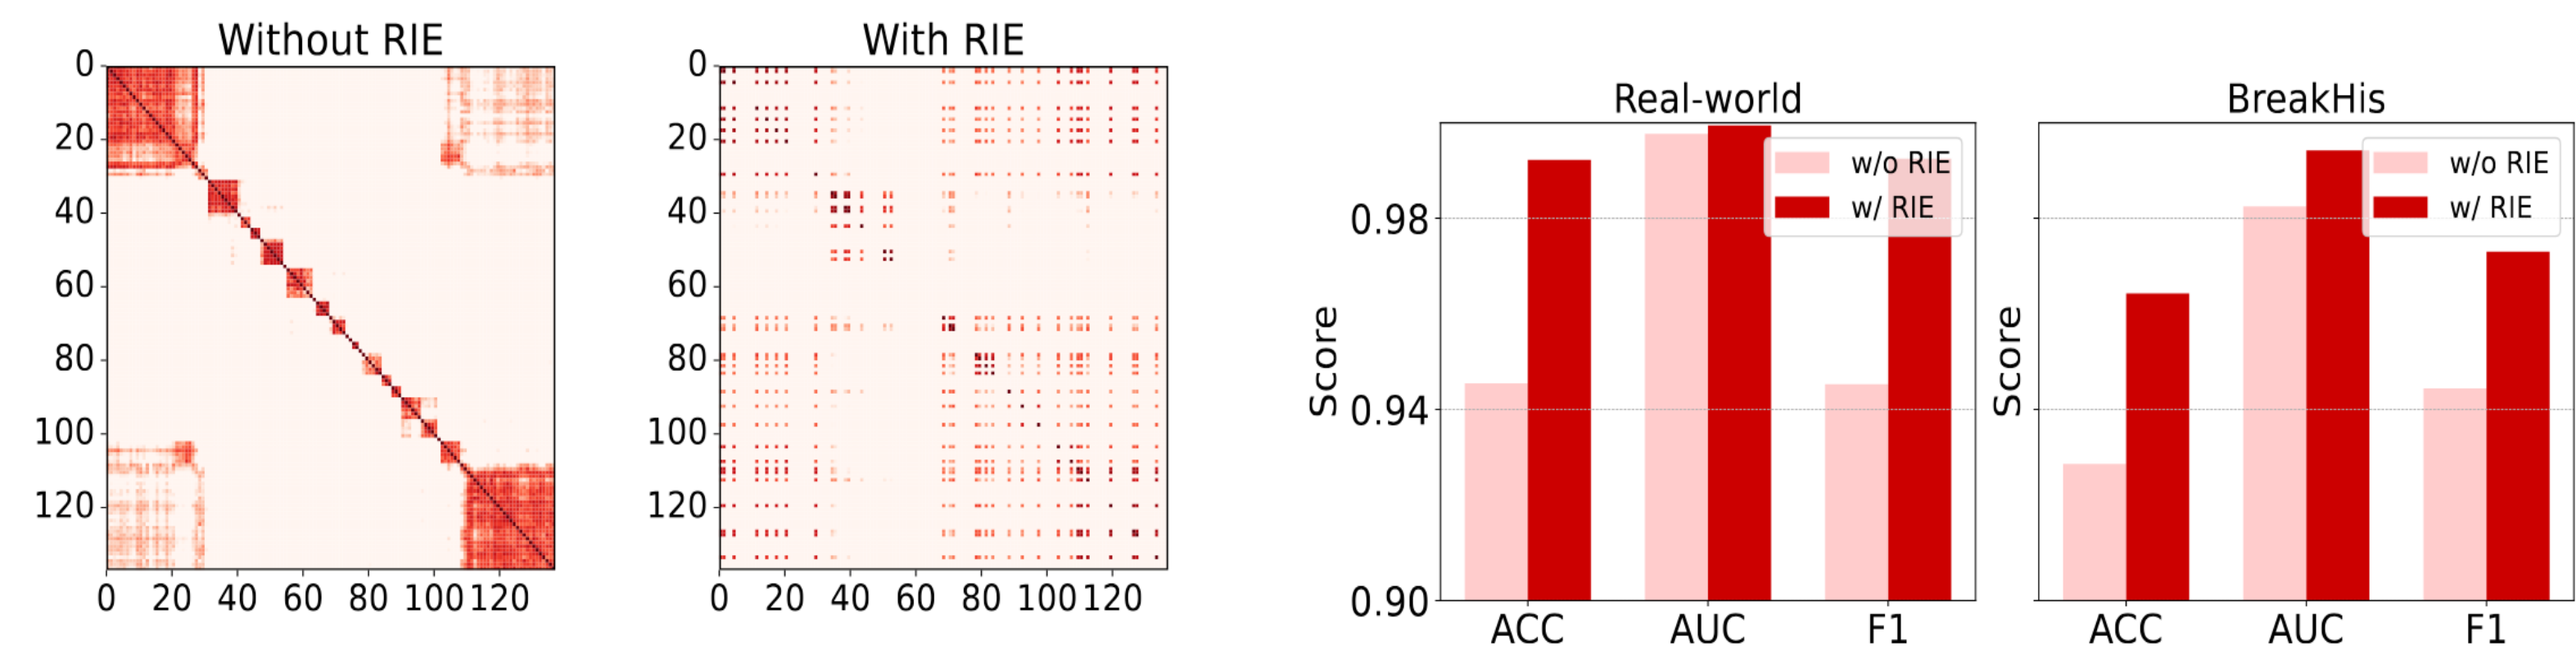 Without RIE
0
20
40
60
80
100
120
0 20 40 60 80 100 120
With RIE
0
20
40
60
80
100
120
0 20 40 60 80 100 120
Real-world
w/o RIE
w/ RIE
Score
0.98
0.94
0.90
ACC AUC F1
BreakHis
w/o RIE
w/ RIE
Score
ACC AUC F1